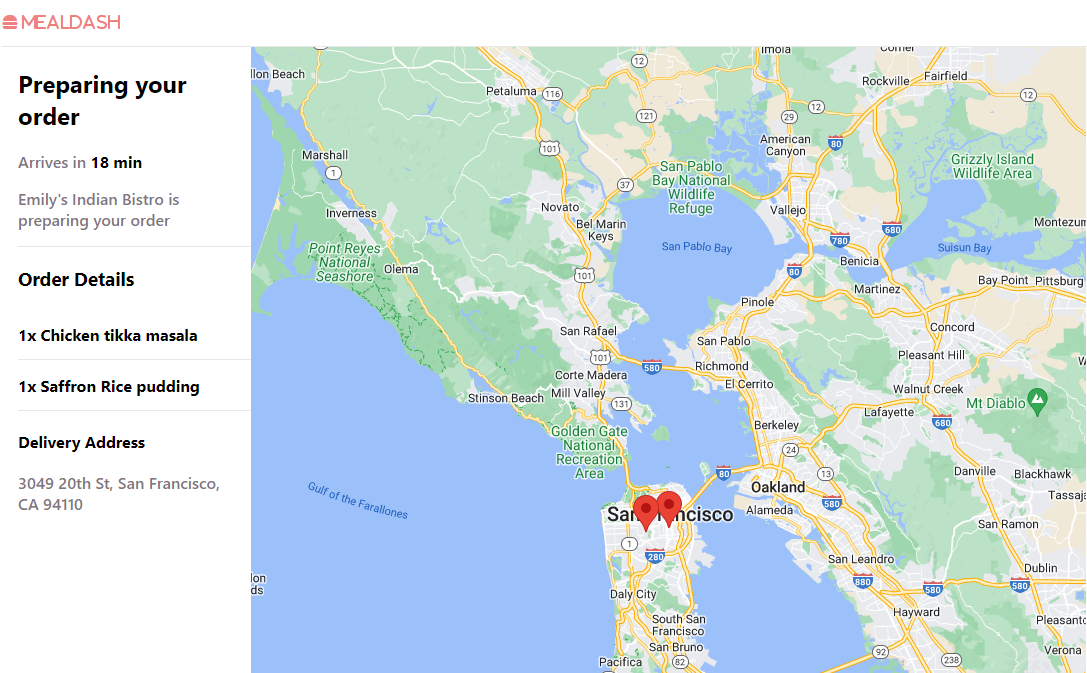 MEALDASH
Preparing your
order
Arrives in 18 min
Emily's Indian Bistro is
preparing your order
Order Details
1x Chicken tikka masala
1x Saffron Rice pudding
Delivery Address
3049 20th St, San Francisco,
CA 94110
llon Beach
Petaluma
116
12
Imola
Rockville
Fairfield
12
121
29
12
101
American
Canyon
80
Marshall
1
San Pablo
Bay National
Wildlife
Refuge
Grizzly Island
Wildlife Area
37
Inverness
Novato
Bel Marin
Keys
Vallejo
Montezum
680
780
Point Reyes
National
Seashore
Olema
San Pablo Bay
Suisun Bay
Benicia
101
80
Martinez
Bay Point
Pittsburg
Pinole
San Rafael
San Pablo
Concord
101
580
Richmond
Pleasant Hill
Corte Madera
El Cerrito
Walnut Creek
Stinson Beach
Mill Valley
131
Mt Diablo
Lafayette
680
Golden Gate
National
Recreation
Area
Berkeley
24
80
13
Danville
Blackhawk
Gulf of the Farallones
Oakland
Tassaja
580
San
ncisco
Alameda
San Ramon
1
280
San Leandro
Dublin
lon
ds
Daly City
880
580
580
South San
Francisco
Hayward
Pleasanto
San Bruno
Verona
Pacifica
82
92
238